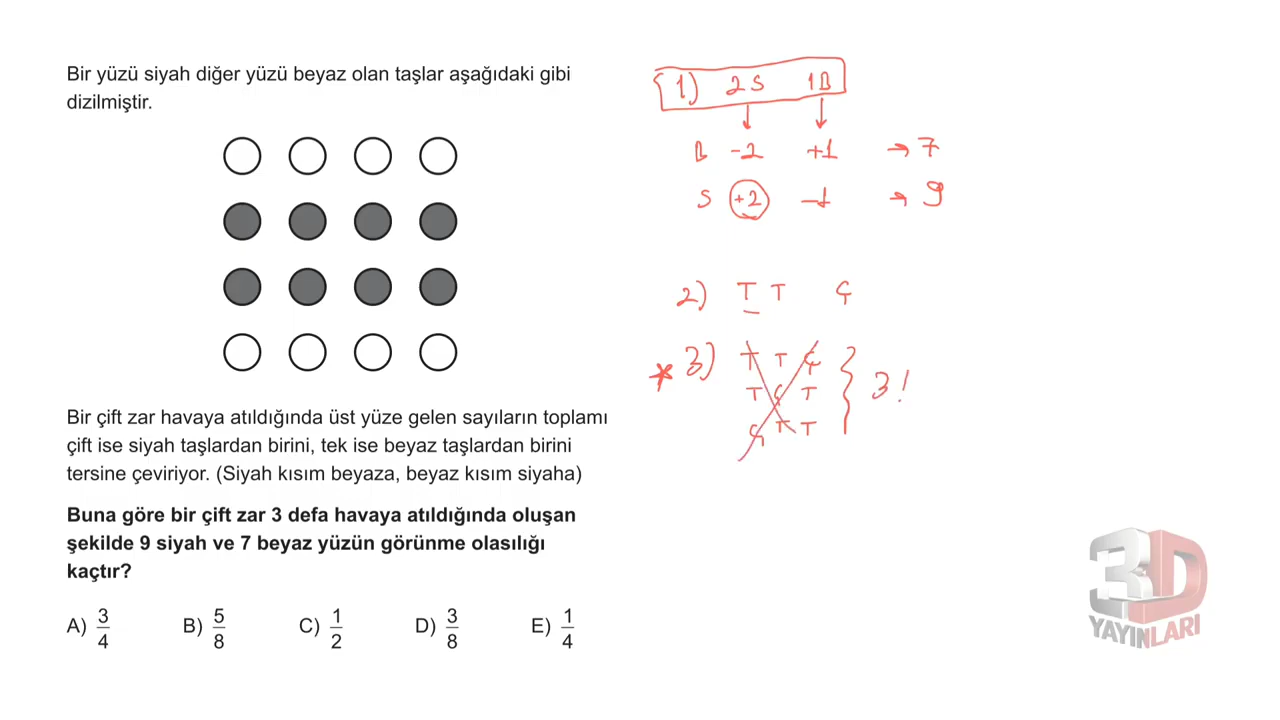 Bir yüzü siyah diğer yüzü beyaz olan taşlar aşağıdaki gibi
dizilmiştir.
Bir çift zar havaya atıldığında üst yüze gelen sayıların toplamı
çift ise siyah taşlardan birini, tek ise beyaz taşlardan birini
tersine çeviriyor. (Siyah kısım beyaza, beyaz kısım siyaha)
Buna göre bir çift zar 3 defa havaya atıldığında oluşan
şekilde 9 siyah ve 7 beyaz yüzün görünme olasılığı
kaçtır?
A) 3/4 B) 5/8 C) 1/2 D) 3/8 E) 1/4
1) 2S 1B
B -2 +1 → 7
S +2 -1 → 9
2) T T Ç
* 3) T T Ç
T Ç T
Ç T T
3!
3D
YAYINLARI